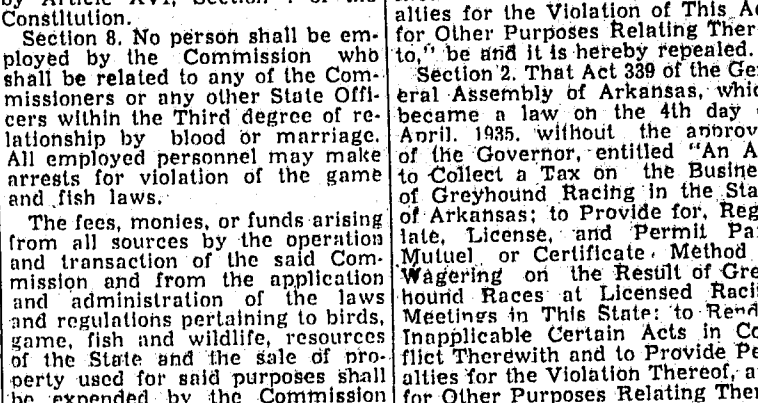 by Article XVI, Section
Constitution.
Section 8. No person shall be em-
ployed by the Commission who
shall be related to any of the Com-
missioners or any other State Offi-
cers within the Third degree of re-
lationship by blood or marriage.
All employed personnel may make
arrests for violation of the game
and fish laws.
The fees, monies, or funds arising
from all sources by the operation
and transaction of the said Com-
mission and from the application
and administration of the laws
and regulations pertaining to birds,
game, fish and wildlife, resources
of the State and the sale of pro-
perty used for said purposes shall
be expended by the Commission
alties for the Violation of This Ac
for Other Purposes Relating Ther
to," be and it is hereby repealed.
Section 2. That Act 339 of the Ge
eral Assembly of Arkansas, whic
became a law on the 4th day
April, 1935, without the approv
of the Governor, entitled "An A
to Collect a Tax on the Busine
of Greyhound Racing in the Sta
of Arkansas; to Provide for, Reg
late, License, and Permit Pa
Mutuel or Certificate Method
Wagering on the Result of Gre
hound Races at Licensed Raci
Meetings in This State; to Rend
Inapplicable Certain Acts in Co
flict Therewith and to Provide Pe
alties for the Violation Thereof, a
for Other Purposes Relating Ther